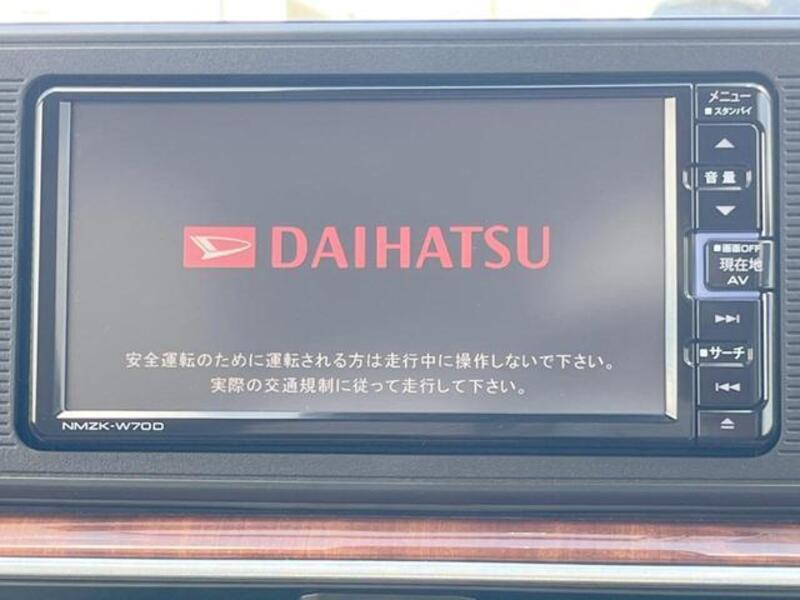 メニュー
■ スタンバイ
音量
■画面OFF
現在地
AV
■サーチ
DAIHATSU
安全運転のために運転される方は走行中に操作しないで下さい。
実際の交通規制に従って走行して下さい。
NMZK-W70D